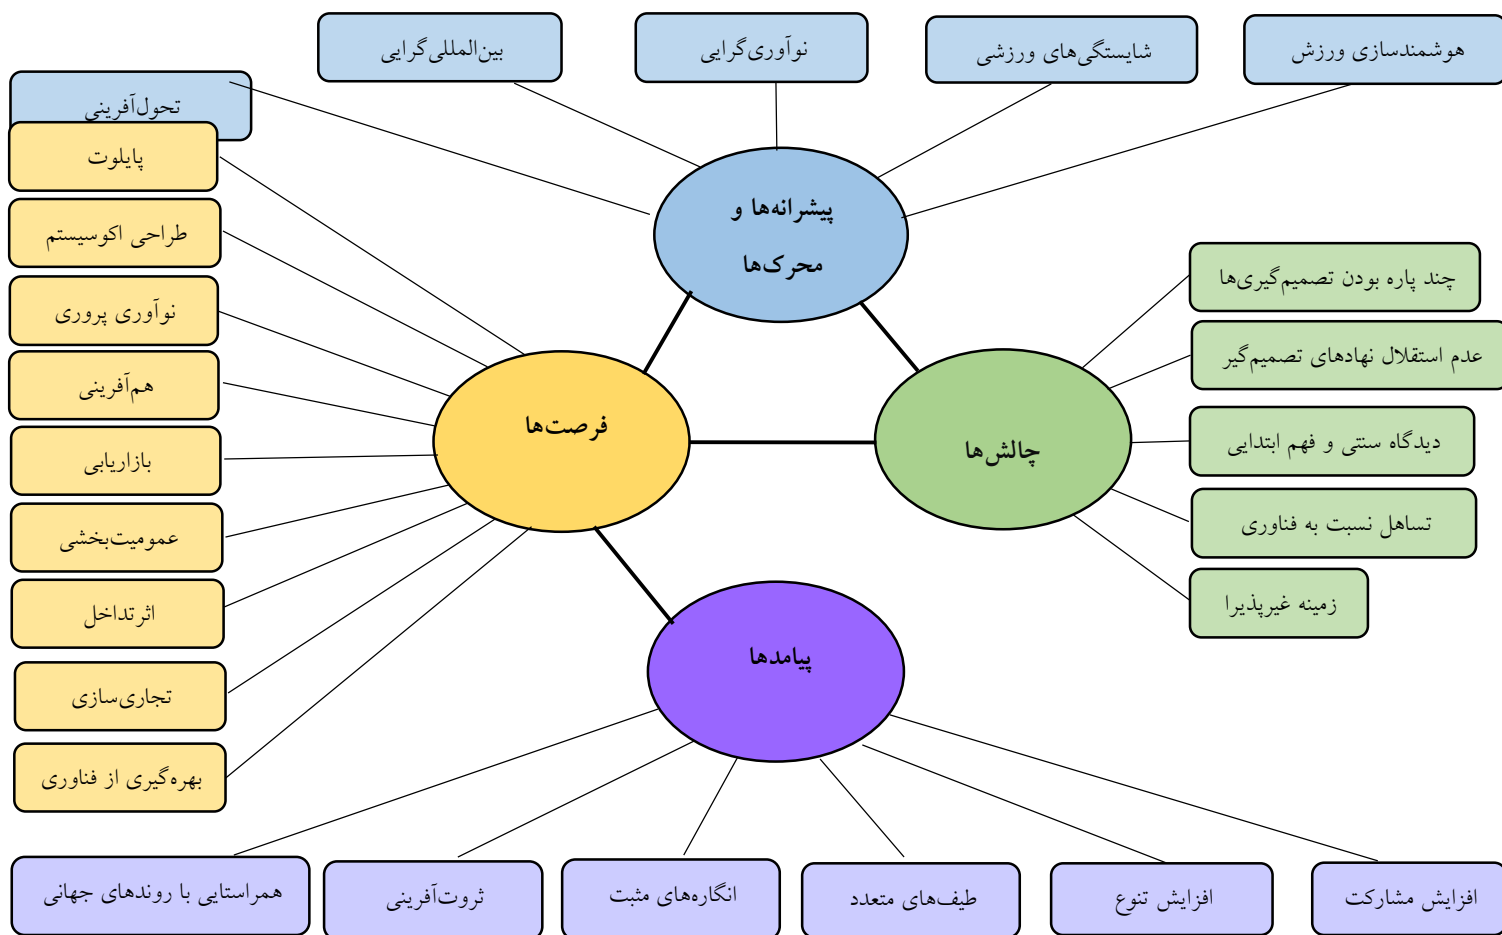 هوشمندسازی ورزش
شایستگی‌های ورزشی
نوآوری‌گرایی
بین‌المللی‌گرایی
تحول‌آفرینی
پیشرانه‌ها و
محرک‌ها
پایلوت
طراحی اکوسیستم
نوآوری پروری
هم‌آفرینی
بازاریابی
عمومیت‌بخشی
اثرتداخل
تجاری‌سازی
بهره‌گیری از فناوری
فرصت‌ها
چالش‌ها
چند پاره بودن تصمیم‌گیری‌ها
عدم استقلال نهادهای تصمیم‌گیر
دیدگاه سنتی و فهم ابتدایی
تساهل نسبت به فناوری
زمینه غیرپذیرا
پیامدها
افزایش مشارکت
افزایش تنوع
طیف‌های متعدد
انگاره‌های مثبت
ثروت‌آفرینی
همراستایی با روندهای جهانی